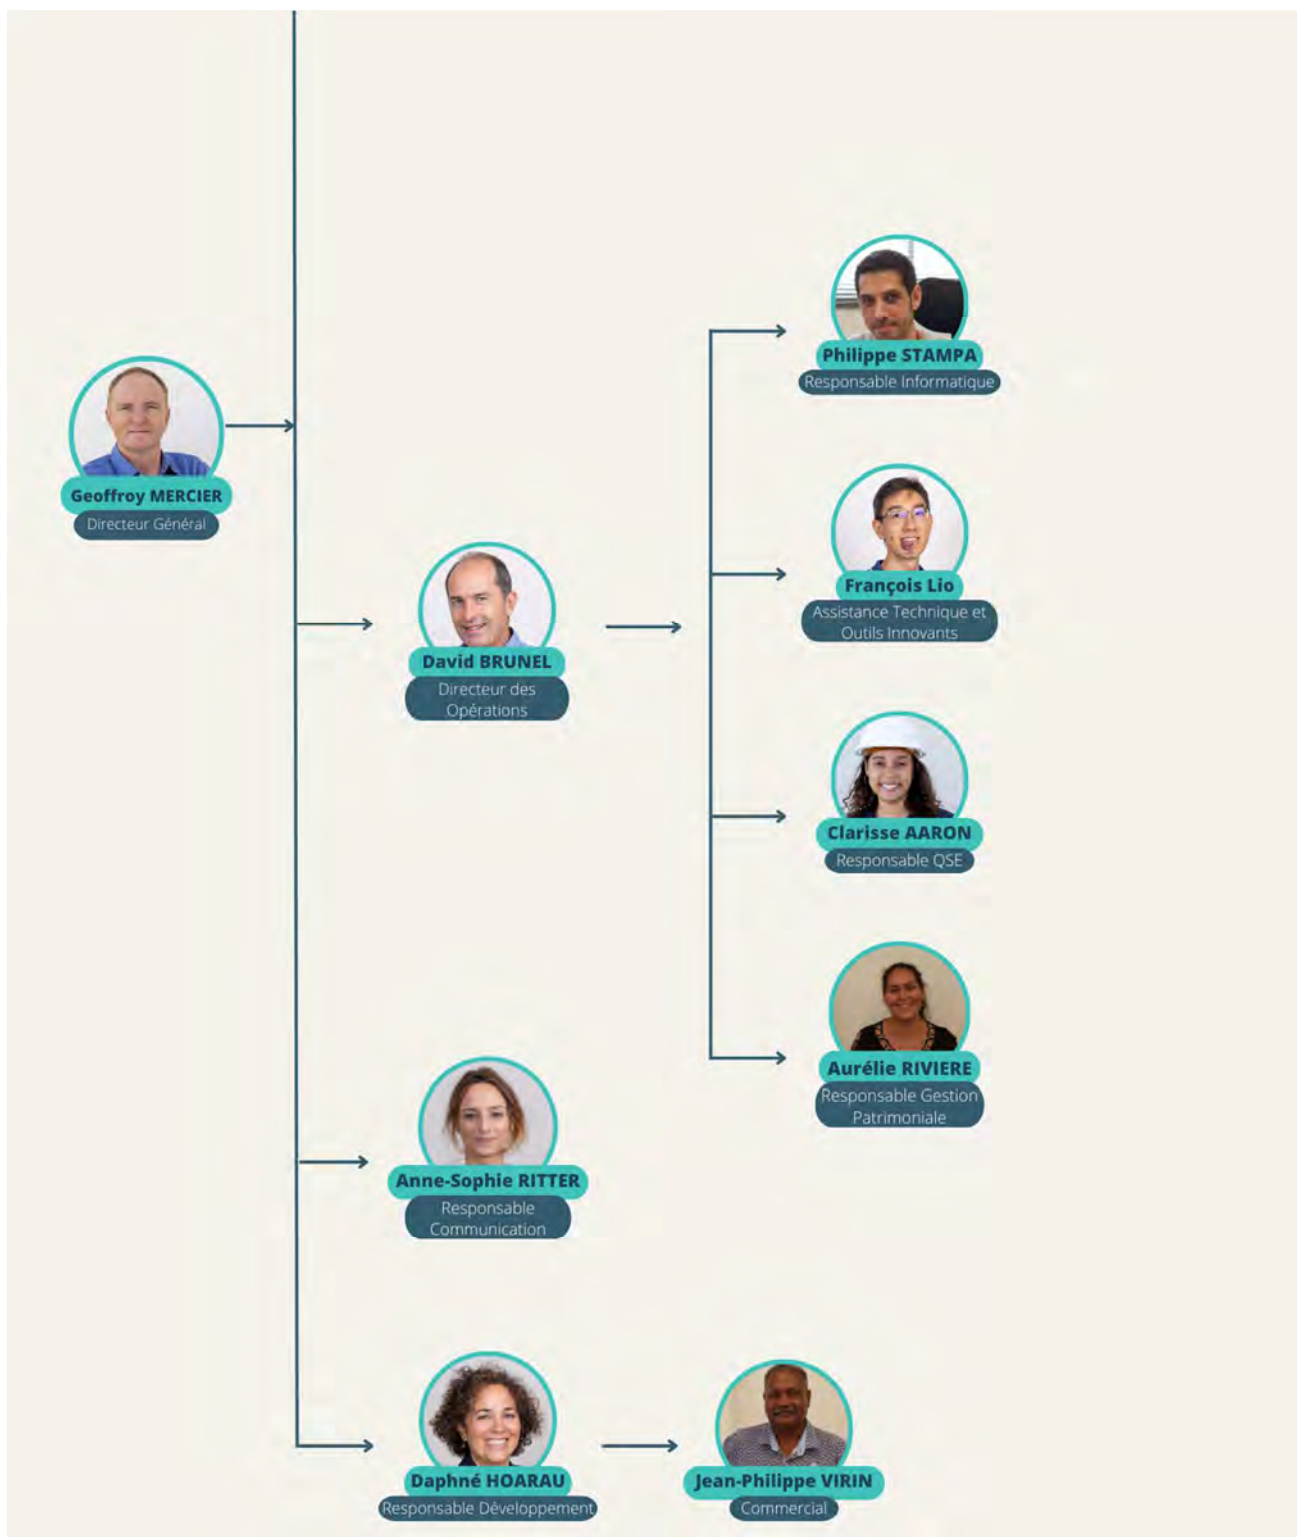 Philippe STAMPA
Responsable Informatique
Geoffroy MERCIER
Directeur Général
François Lio
Assistance Technique et
Outils Innovants
David BRUNEL
Directeur des
Opérations
Clarisse AARON
Responsable QSE
Aurélie RIVIERE
Responsable Gestion
Patrimoniale
Anne-Sophie RITTER
Responsable
Communication
Daphné HOARAU
Responsable Développement
Jean-Philippe VIRIN
Commercial